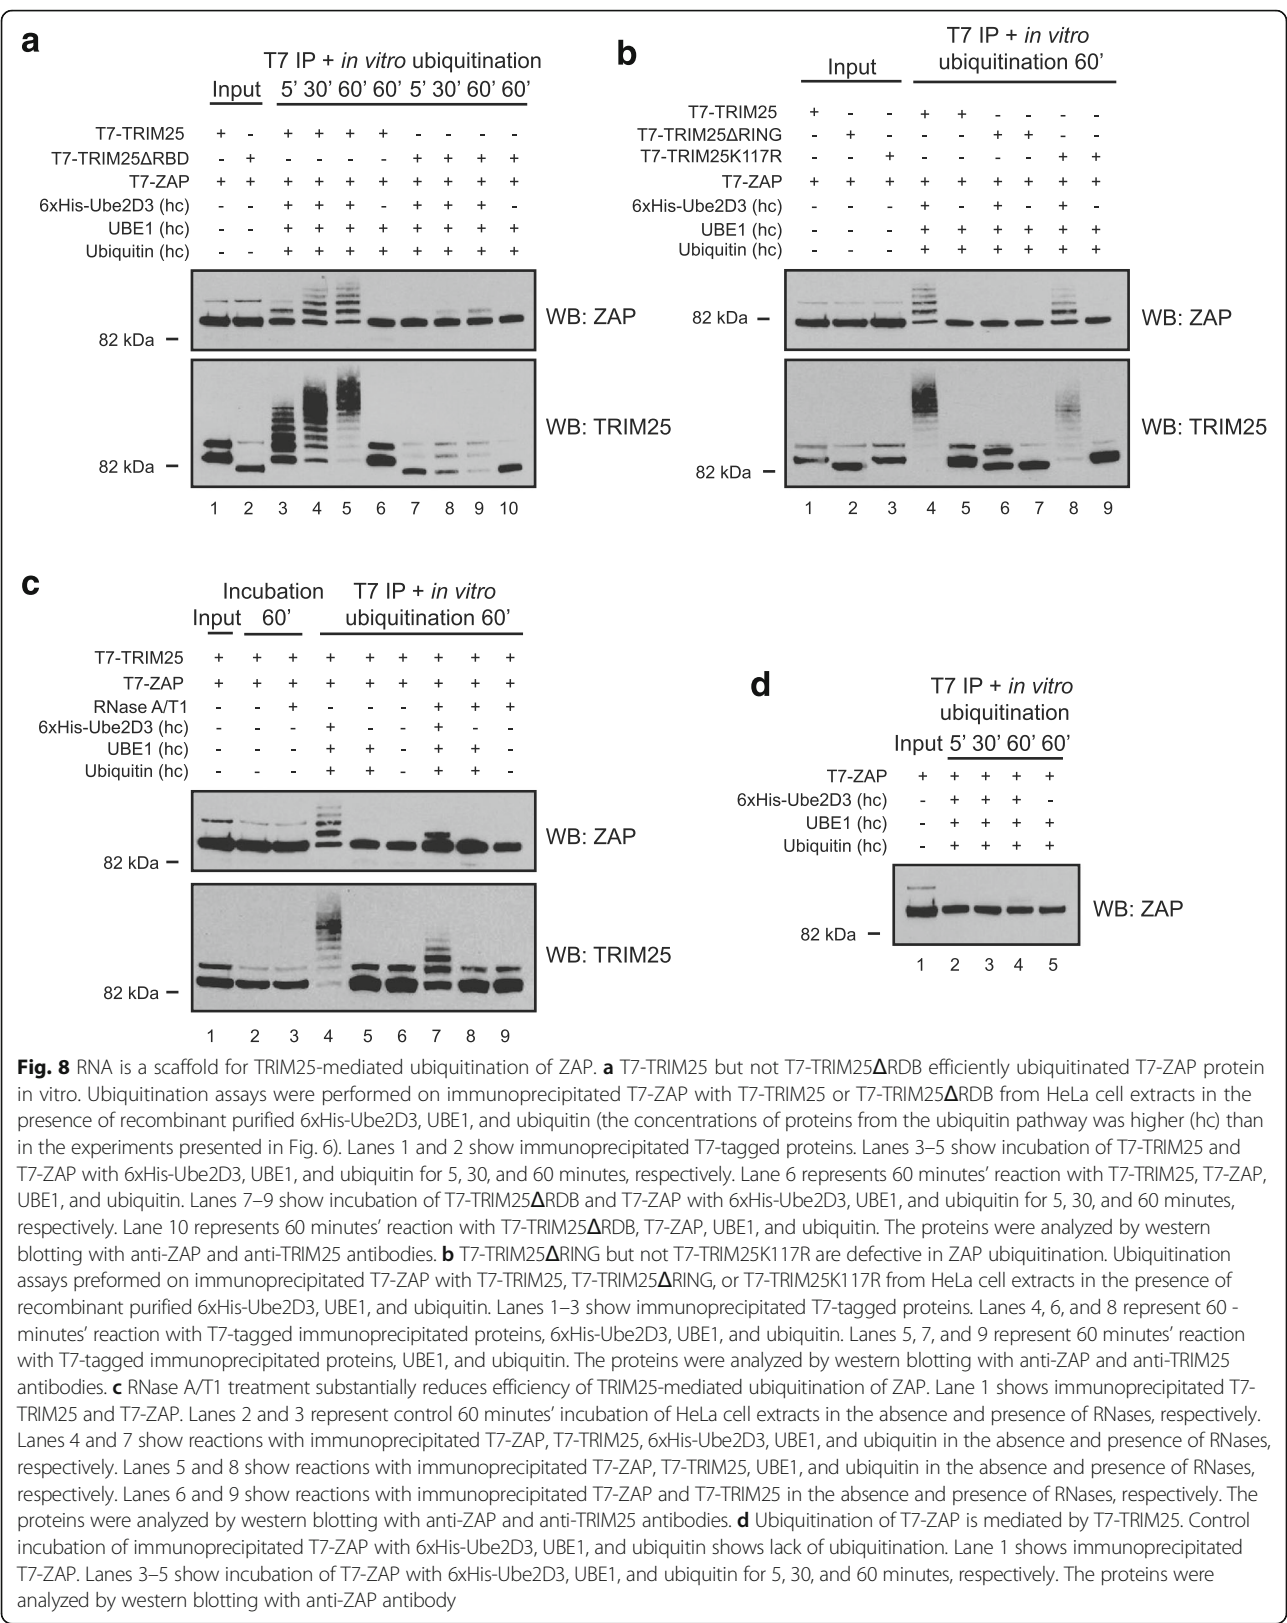 a
T7 IP + in vitro ubiquitination
Input 5’ 30’ 60’ 60’ 5’ 30’ 60’ 60’
T7-TRIM25 + - + + + + - - - -
T7-TRIM25ΔRBD - + - - - - + + + +
T7-ZAP + + + + + + + + + +
6xHis-Ube2D3 (hc) - - + + + - + + + -
UBE1 (hc) - - + + + + + + + +
Ubiquitin (hc) - - + + + + + + + +
82 kDa
WB: ZAP
82 kDa
WB: TRIM25
1 2 3 4 5 6 7 8 9 10
b
T7 IP + in vitro
ubiquitination 60’
Input
T7-TRIM25 + - - + + - - - -
T7-TRIM25ΔRING - + - - - + + - -
T7-TRIM25K117R - - + - - - - + +
T7-ZAP + + + + + + + + +
6xHis-Ube2D3 (hc) - - - + - + - + -
UBE1 (hc) - - - + + + + + +
Ubiquitin (hc) - - - + + + + + +
82 kDa
WB: ZAP
82 kDa
WB: TRIM25
1 2 3 4 5 6 7 8 9
c
Incubation T7 IP + in vitro
Input 60’ ubiquitination 60’
T7-TRIM25 + + + + + + + + +
T7-ZAP + + + + + + + + +
RNase A/T1 - - + - - - + + +
6xHis-Ube2D3 (hc) - - - + - - + - -
UBE1 (hc) - - - + + - + + -
Ubiquitin (hc) - - - + + - + + -
82 kDa
WB: ZAP
82 kDa
WB: TRIM25
1 2 3 4 5 6 7 8 9
d
T7 IP + in vitro
ubiquitination
Input 5’ 30’ 60’ 60’
T7-ZAP + + + + +
6xHis-Ube2D3 (hc) - + + + -
UBE1 (hc) - + + + +
Ubiquitin (hc) - + + + +
82 kDa
WB: ZAP
1 2 3 4 5
Fig. 8 RNA is a scaffold for TRIM25-mediated ubiquitination of ZAP. a T7-TRIM25 but not T7-TRIM25ΔRDB efficiently ubiquitinated T7-ZAP protein
in vitro. Ubiquitination assays were performed on immunoprecipitated T7-ZAP with T7-TRIM25 or T7-TRIM25ΔRDB from HeLa cell extracts in the
presence of recombinant purified 6xHis-Ube2D3, UBE1, and ubiquitin (the concentrations of proteins from the ubiquitin pathway was higher (hc) than
in the experiments presented in Fig. 6). Lanes 1 and 2 show immunoprecipitated T7-tagged proteins. Lanes 3–5 show incubation of T7-TRIM25 and
T7-ZAP with 6xHis-Ube2D3, UBE1, and ubiquitin for 5, 30, and 60 minutes, respectively. Lane 6 represents 60 minutes’ reaction with T7-TRIM25, T7-ZAP,
UBE1, and ubiquitin. Lanes 7–9 show incubation of T7-TRIM25ΔRDB and T7-ZAP with 6xHis-Ube2D3, UBE1, and ubiquitin for 5, 30, and 60 minutes,
respectively. Lane 10 represents 60 minutes’ reaction with T7-TRIM25ΔRDB, T7-ZAP, UBE1, and ubiquitin. The proteins were analyzed by western
blotting with anti-ZAP and anti-TRIM25 antibodies. b T7-TRIM25ΔRING but not T7-TRIM25K117R are defective in ZAP ubiquitination. Ubiquitination
assays preformed on immunoprecipitated T7-ZAP with T7-TRIM25, T7-TRIM25ΔRING, or T7-TRIM25K117R from HeLa cell extracts in the presence of
recombinant purified 6xHis-Ube2D3, UBE1, and ubiquitin. Lanes 1–3 show immunoprecipitated T7-tagged proteins. Lanes 4, 6, and 8 represent 60 -
minutes’ reaction with T7-tagged immunoprecipitated proteins, 6xHis-Ube2D3, UBE1, and ubiquitin. Lanes 5, 7, and 9 represent 60 minutes’ reaction
with T7-tagged immunoprecipitated proteins, UBE1, and ubiquitin. The proteins were analyzed by western blotting with anti-ZAP and anti-TRIM25
antibodies. c RNase A/T1 treatment substantially reduces efficiency of TRIM25-mediated ubiquitination of ZAP. Lane 1 shows immunoprecipitated T7-
TRIM25 and T7-ZAP. Lanes 2 and 3 represent control 60 minutes’ incubation of HeLa cell extracts in the absence and presence of RNases, respectively.
Lanes 4 and 7 show reactions with immunoprecipitated T7-ZAP, T7-TRIM25, 6xHis-Ube2D3, UBE1, and ubiquitin in the absence and presence of RNases,
respectively. Lanes 5 and 8 show reactions with immunoprecipitated T7-ZAP, T7-TRIM25, UBE1, and ubiquitin in the absence and presence of RNases,
respectively. Lanes 6 and 9 show reactions with immunoprecipitated T7-ZAP and T7-TRIM25 in the absence and presence of RNases, respectively. The
proteins were analyzed by western blotting with anti-ZAP and anti-TRIM25 antibodies. d Ubiquitination of T7-ZAP is mediated by T7-TRIM25. Control
incubation of immunoprecipitated T7-ZAP with 6xHis-Ube2D3, UBE1, and ubiquitin shows lack of ubiquitination. Lane 1 shows immunoprecipitated
T7-ZAP. Lanes 3–5 show incubation of T7-ZAP with 6xHis-Ube2D3, UBE1, and ubiquitin for 5, 30, and 60 minutes, respectively. The proteins were
analyzed by western blotting with anti-ZAP antibody